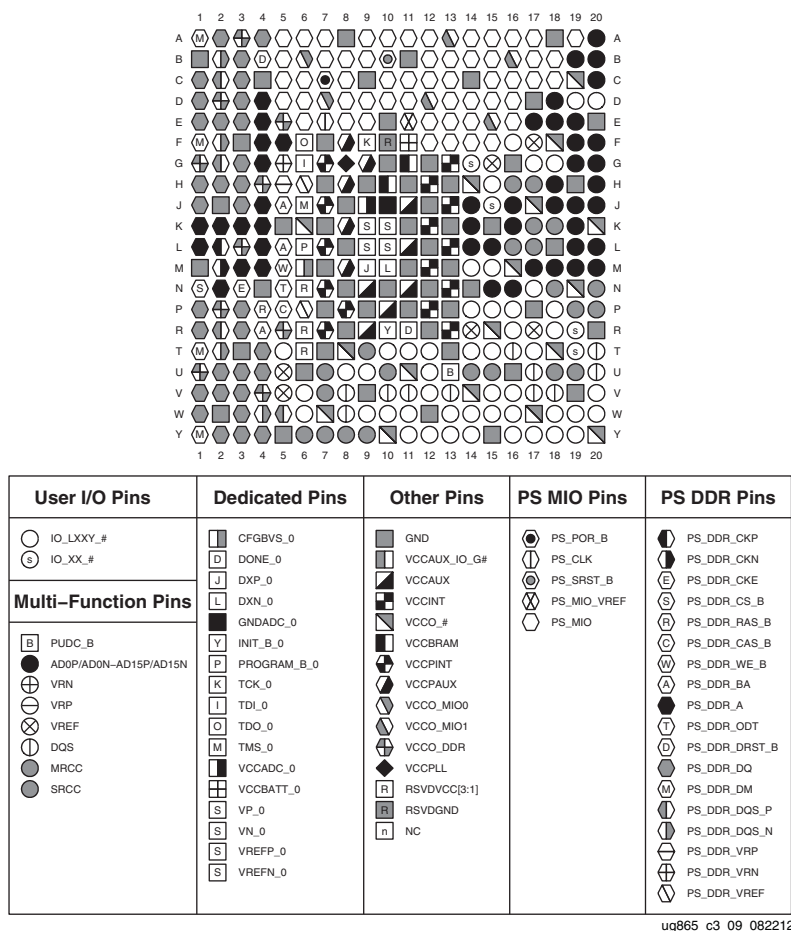 1 2 3 4 5 6 7 8 9 10 11 12 13 14 15 16 17 18 19 20
A M A
B D B
C C
D D
E E
F M O K R F
G I s G
H H
J A M s J
K S S K
L A P S S L
M W J L M
N S E T R N
P R C P
R A R Y D s R
T M R s T
U B U
V V
W W
Y M Y
1 2 3 4 5 6 7 8 9 10 11 12 13 14 15 16 17 18 19 20
User I/O Pins
IO_LXXY_#
s IO_XX_#
Multi–Function Pins
B PUDC_B
AD0P/AD0N–AD15P/AD15N
VRN
VRP
VREF
DQS
MRCC
SRCC
Dedicated Pins
CFGBVS_0
D DONE_0
J DXP_0
L DXN_0
GNDADC_0
Y INIT_B_0
P PROGRAM_B_0
K TCK_0
I TDI_0
O TDO_0
M TMS_0
VCCADC_0
VCCBATT_0
S VP_0
S VN_0
S VREFP_0
S VREFN_0
Other Pins
GND
VCCAUX_IO_G#
VCCAUX
VCCINT
VCCO_#
VCCBRAM
VCCPINT
VCCPAUX
VCCO_MIO0
VCCO_MIO1
VCCO_DDR
VCCPLL
R RSVDVCC[3:1]
R RSVDGND
n NC
PS MIO Pins
PS_POR_B
PS_CLK
PS_SRST_B
PS_MIO_VREF
PS_MIO
PS DDR Pins
PS_DDR_CKP
PS_DDR_CKN
E PS_DDR_CKE
S PS_DDR_CS_B
R PS_DDR_RAS_B
C PS_DDR_CAS_B
W PS_DDR_WE_B
A PS_DDR_BA
PS_DDR_A
T PS_DDR_ODT
D PS_DDR_DRST_B
PS_DDR_DQ
M PS_DDR_DM
PS_DDR_DQS_P
PS_DDR_DQS_N
PS_DDR_VRP
PS_DDR_VRN
PS_DDR_VREF
ug865_c3_09_082212